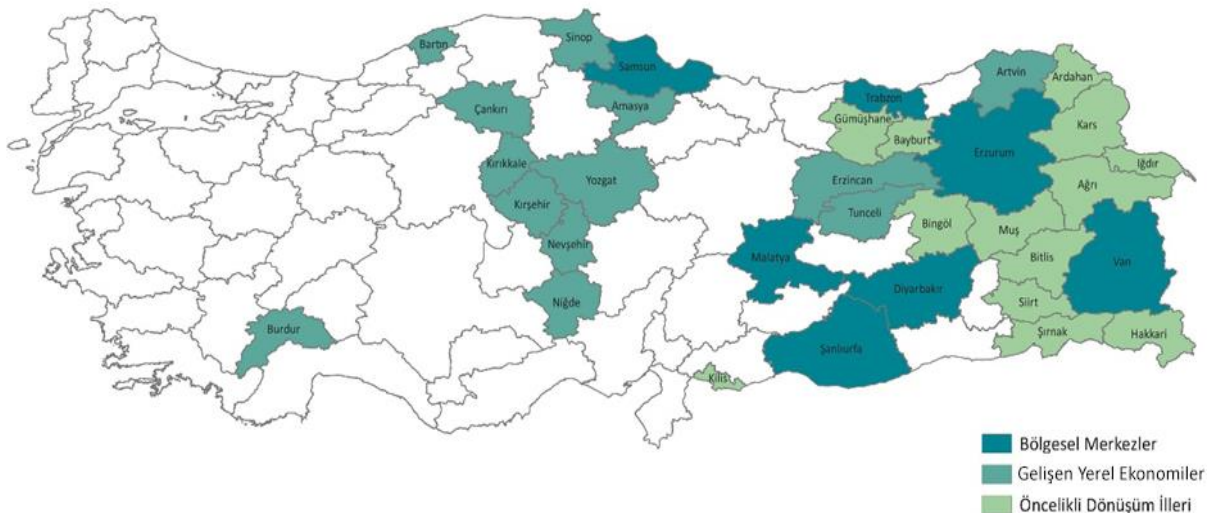 Bartın
Sinop
Samsun
Çankırı
Amasya
Trabzon
Artvin
Ardahan
Gümüşhane
Bayburt
Kars
Erzurum
Iğdır
Kırıkkale
Yozgat
Erzincan
Ağrı
Kırşehir
Tunceli
Bingöl
Muş
Nevşehir
Malatya
Bitlis
Van
Diyarbakır
Niğde
Siirt
Burdur
Şırnak
Hakkari
Şanlıurfa
Kilis
Bölgesel Merkezler
Gelişen Yerel Ekonomiler
Öncelikli Dönüşüm İlleri